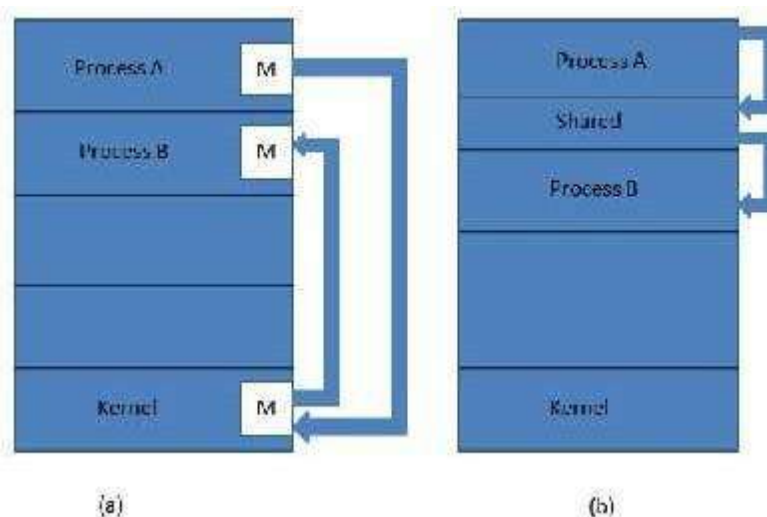 Process A
M
Process B
M
Kernel
M
(a)
Process A
Shared
Process B
Kernel
(b)